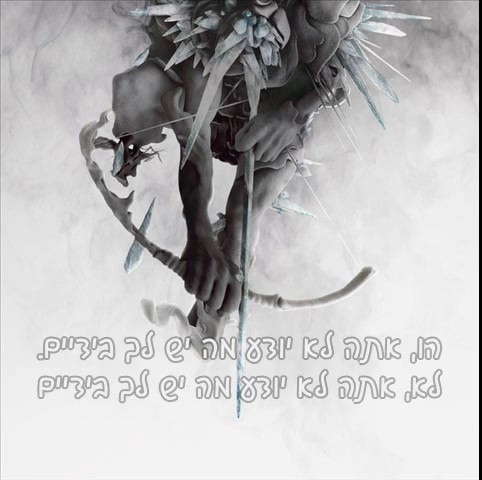 הו, אתה לא יודע מה יש לך בידיים.
לא, אתה לא יודע מה יש לך בידיים